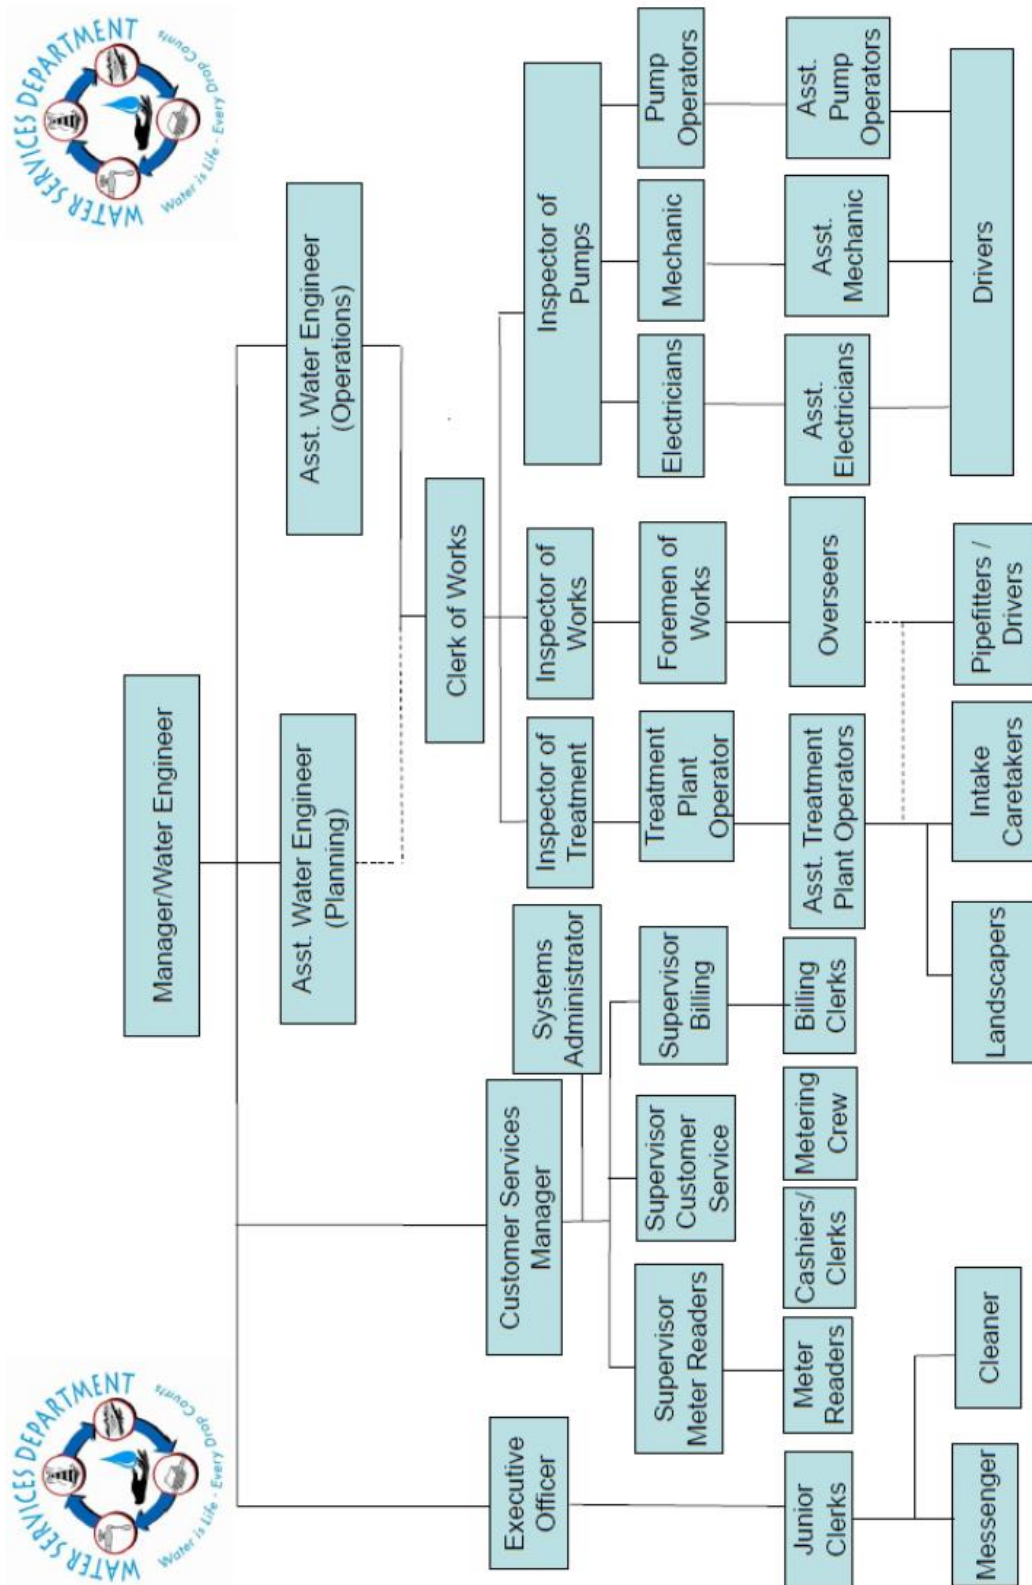 WATER SERVICES DEPARTMENT
Water is Life - Every Drop Counts
WATER SERVICES DEPARTMENT
Water is Life - Every Drop Counts
Manager/Water Engineer
Asst. Water Engineer
(Planning)
Asst. Water Engineer
(Operations)
Clerk of Works
Executive
Officer
Customer Services
Manager
Systems
Administrator
Inspector of
Treatment
Inspector of
Works
Inspector of
Pumps
Supervisor
Meter Readers
Supervisor
Customer
Service
Supervisor
Billing
Treatment
Plant
Operator
Foremen of
Works
Electricians
Mechanic
Pump
Operators
Junior
Clerks
Meter
Readers
Cashiers/
Clerks
Metering
Crew
Billing
Clerks
Asst. Treatment
Plant Operators
Overseers
Asst.
Electricians
Asst.
Mechanic
Asst.
Pump
Operators
Messenger
Cleaner
Landscapers
Intake
Caretakers
Pipefitters /
Drivers
Drivers